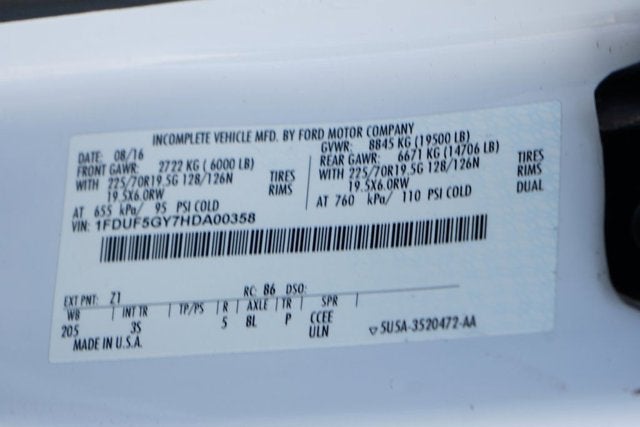 INCOMPLETE VEHICLE MFD. BY FORD MOTOR COMPANY
DATE: 08/16 GVWR: 8845 KG (19500 LB)
FRONT GAWR: 2722 KG ( 6000 LB) REAR GAWR: 6671 KG (14706 LB)
WITH 225/70R19.5G 128/126N TIRES WITH 225/70R19.5G 128/126N TIRES
19.5X6.0RW RIMS 19.5X6.0RW RIMS
AT 655 kPa/ 95 PSI COLD AT 760 kPa/ 110 PSI COLD DUAL
VIN: 1FDUF5GY7HDA00358
EXT PNT: Z1 RC: 86 DSO:
WB INT TR TP/PS R AXLE TR SPR
205 3S 5 8L P CCEE
ULN
MADE IN U.S.A. 5U5A-3520472-AA